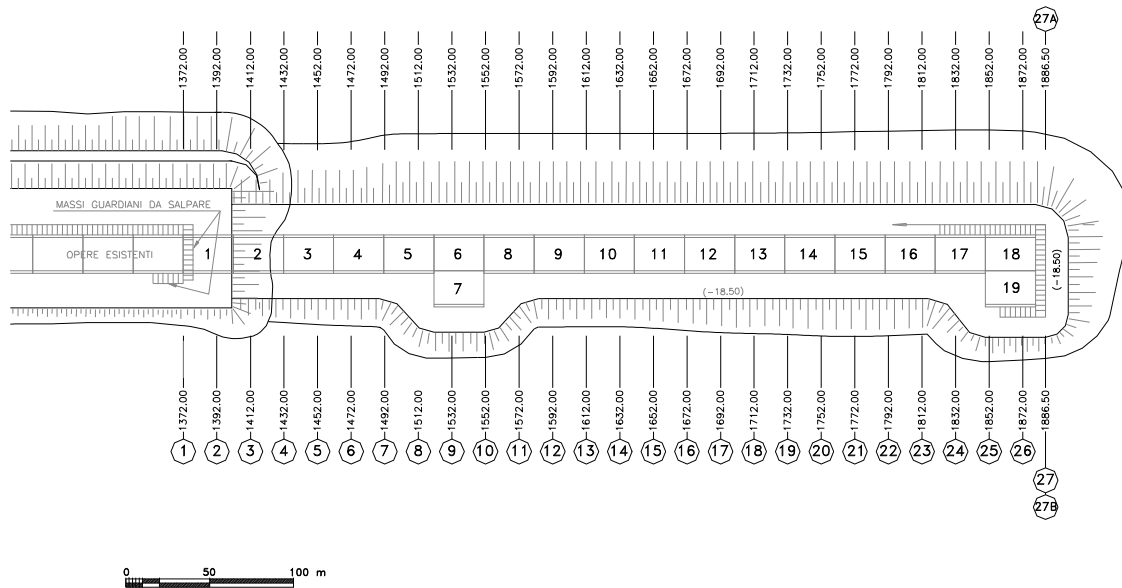 27A
1372.00 1392.00 1412.00 1432.00 1452.00 1472.00 1492.00 1512.00 1532.00 1552.00 1572.00 1592.00 1612.00 1632.00 1652.00 1672.00 1692.00 1712.00 1732.00 1752.00 1772.00 1792.00 1812.00 1832.00 1852.00 1872.00 1886.50
MASSI GUARDIANI DA SALPARE
OPERE ESISTENTI 1 2 3 4 5 6 8 9 10 11 12 13 14 15 16 17 18
(-18.50)
7 19
(-18.50)
1372.00 1392.00 1412.00 1432.00 1452.00 1472.00 1492.00 1512.00 1532.00 1552.00 1572.00 1592.00 1612.00 1632.00 1652.00 1672.00 1692.00 1712.00 1732.00 1752.00 1772.00 1792.00 1812.00 1832.00 1852.00 1872.00 1886.50
1 2 3 4 5 6 7 8 9 10 11 12 13 14 15 16 17 18 19 20 21 22 23 24 25 26
27
27B
0 50 100 m